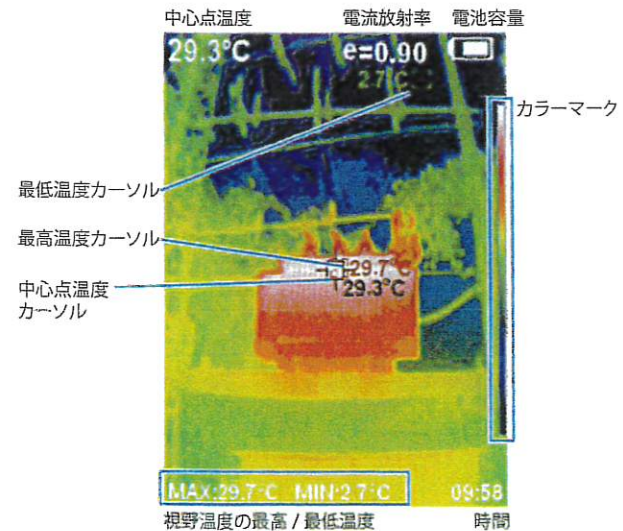 中心点温度 電流放射率 電池容量
29.3°C e=0.90
2.7°C
カラーマーク
最低温度カーソル
最高温度カーソル
29.7°C
中心点温度
カーソル
29.3°C
MAX:29.7°C MIN:2.7°C 09:58
視野温度の最高 / 最低温度 時間